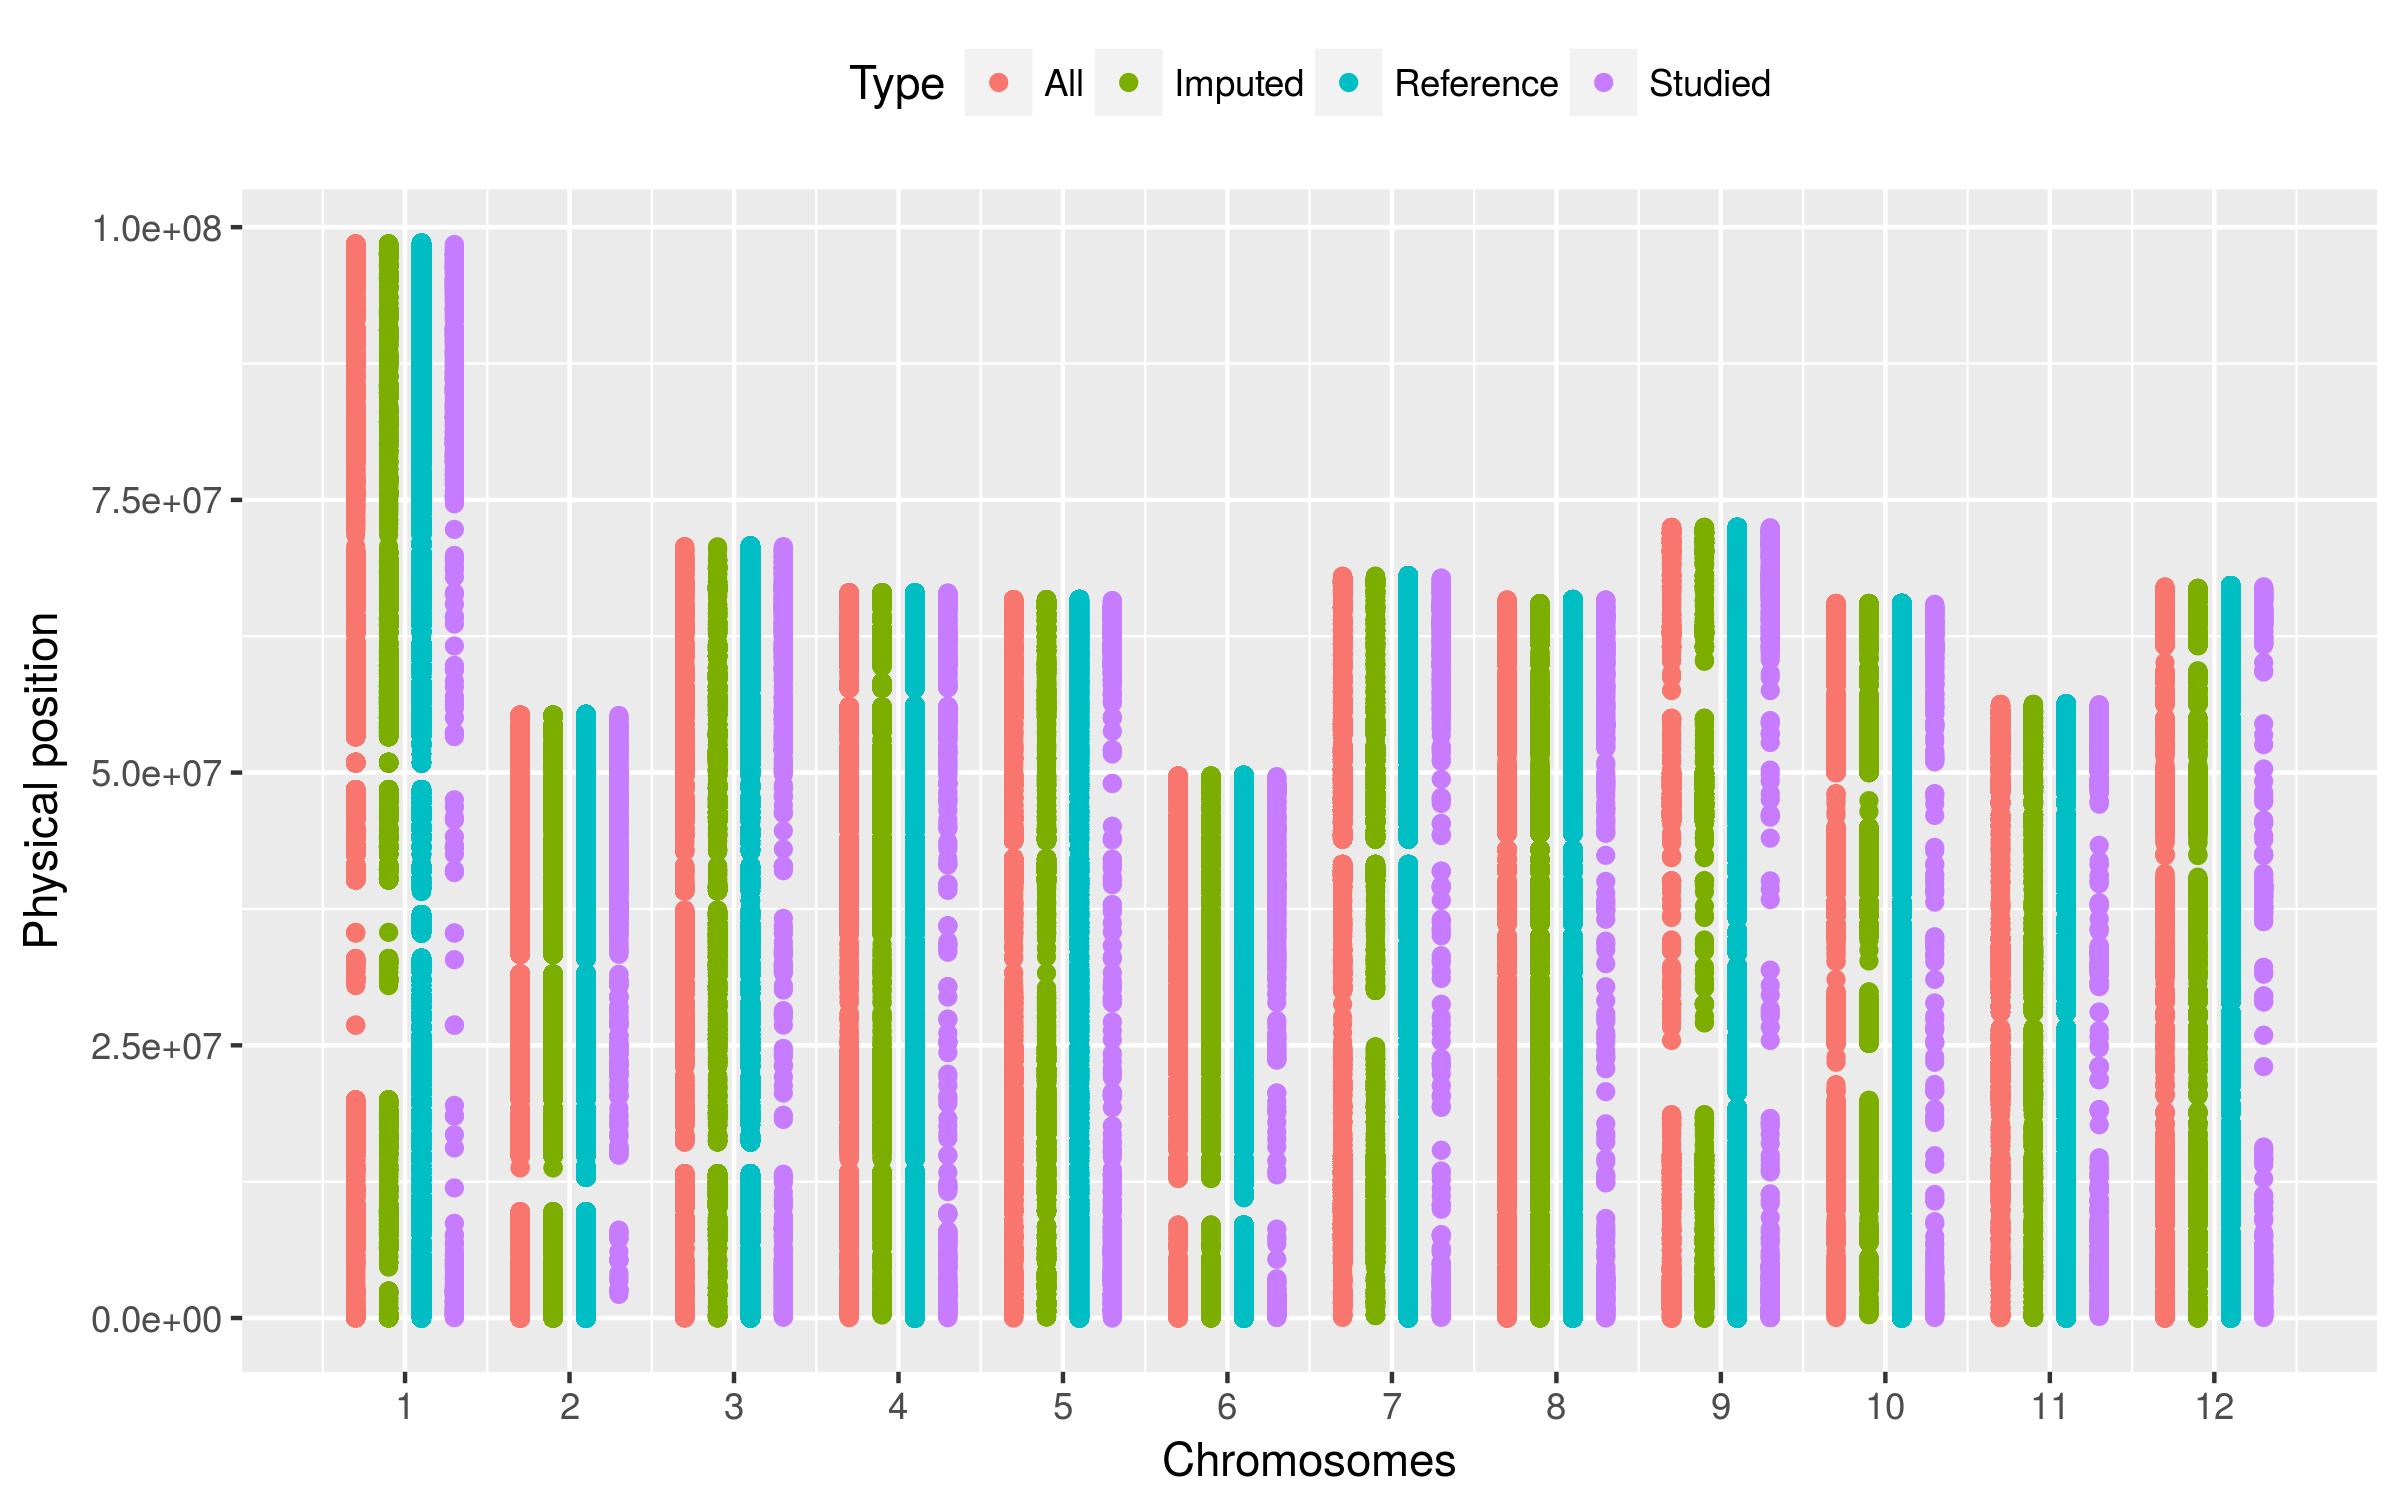 Type All Imputed Reference Studied
1.0e+08
7.5e+07
5.0e+07
2.5e+07
0.0e+00
Physical position
1 2 3 4 5 6 7 8 9 10 11 12
Chromosomes